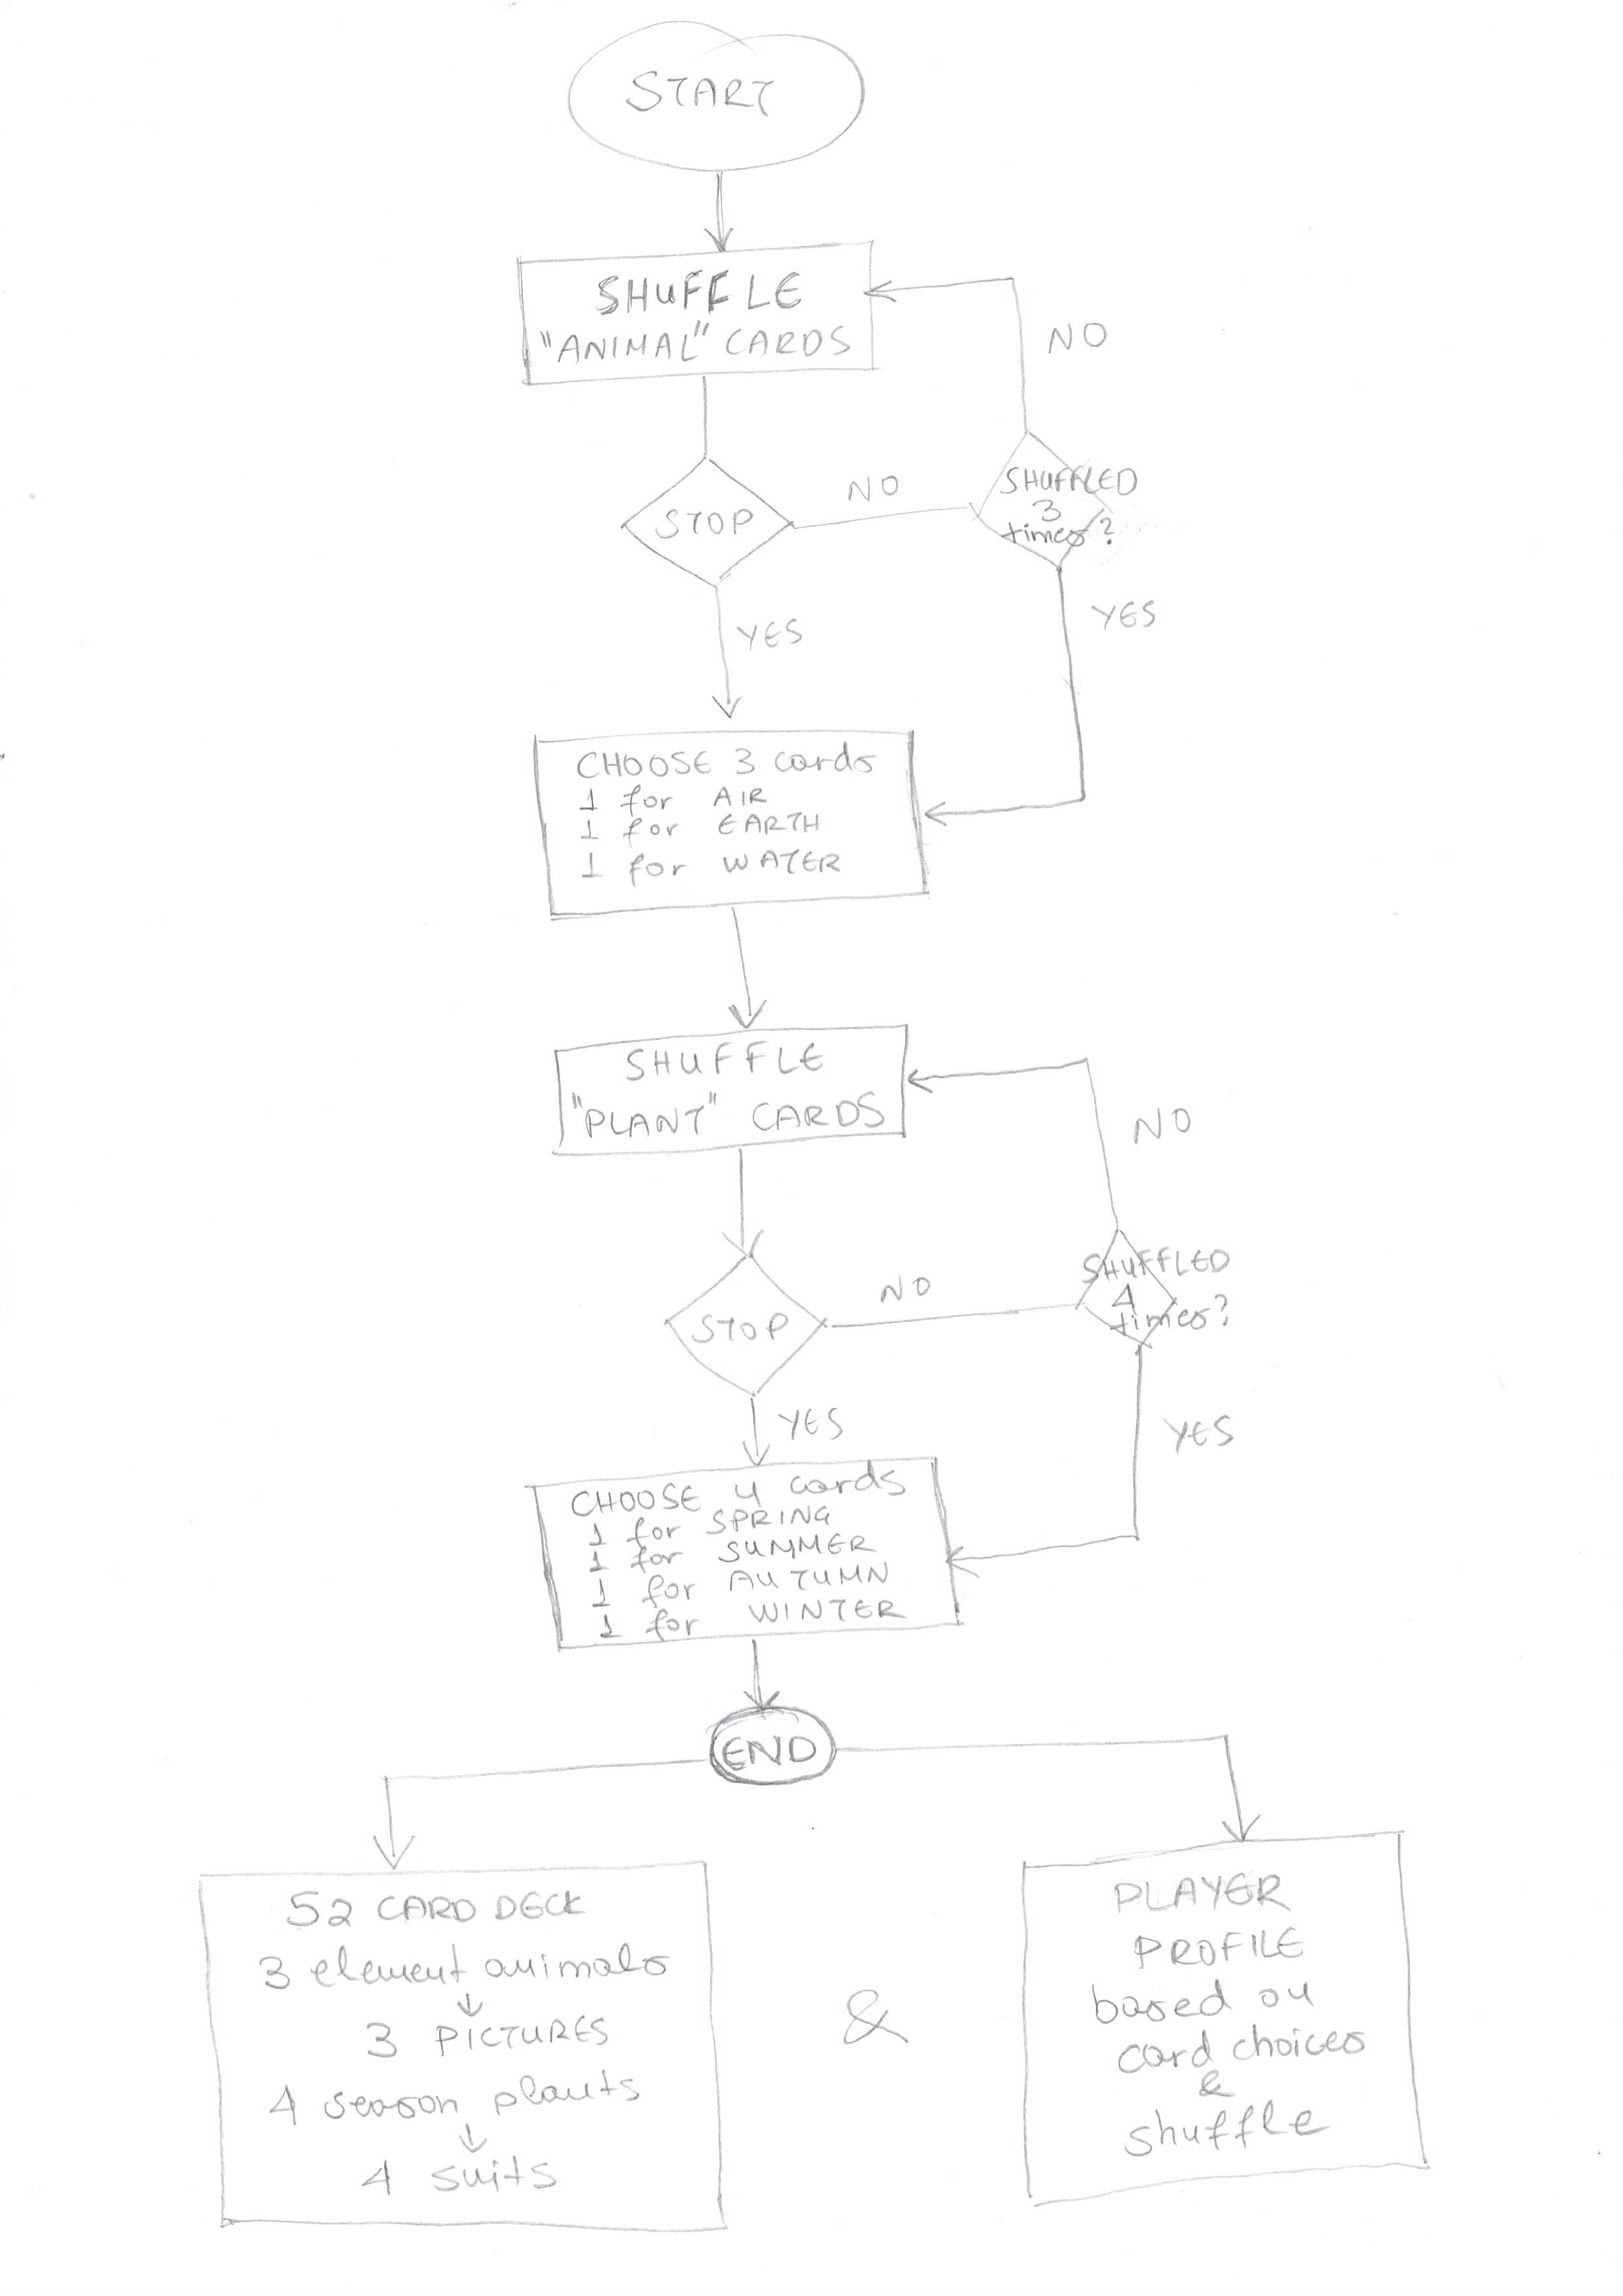 START
SHUFFLE
"ANIMAL" CARDS
NO
STOP
NO
SHUFFLED
3
times?
YES
YES
CHOOSE 3 cards
1 for AIR
1 for EARTH
1 for WATER
SHUFFLE
"PLANT" CARDS
NO
STOP
NO
SHUFFLED
4
times?
YES
YES
CHOOSE 4 cards
1 for SPRING
1 for SUMMER
1 for AUTUMN
1 for WINTER
END
52 CARD DECK
3 element animals
↓
3 PICTURES
4 season plants
↓
4 suits
&
PLAYER
PROFILE
based on
card choices
&
shuffle